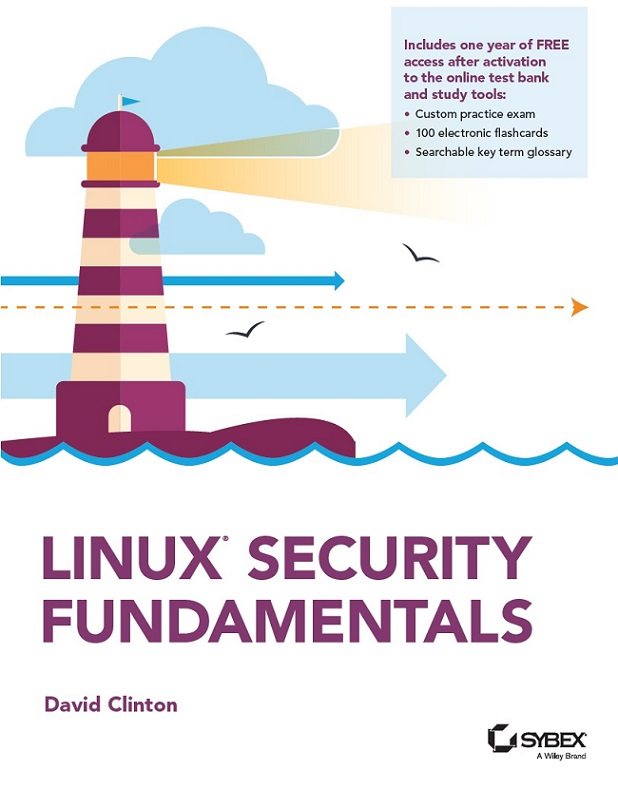 Includes one year of FREE
access after activation
to the online test bank
and study tools:
• Custom practice exam
• 100 electronic flashcards
• Searchable key term glossary
LINUX® SECURITY
FUNDAMENTALS
David Clinton
SYBEX®
A Wiley Brand